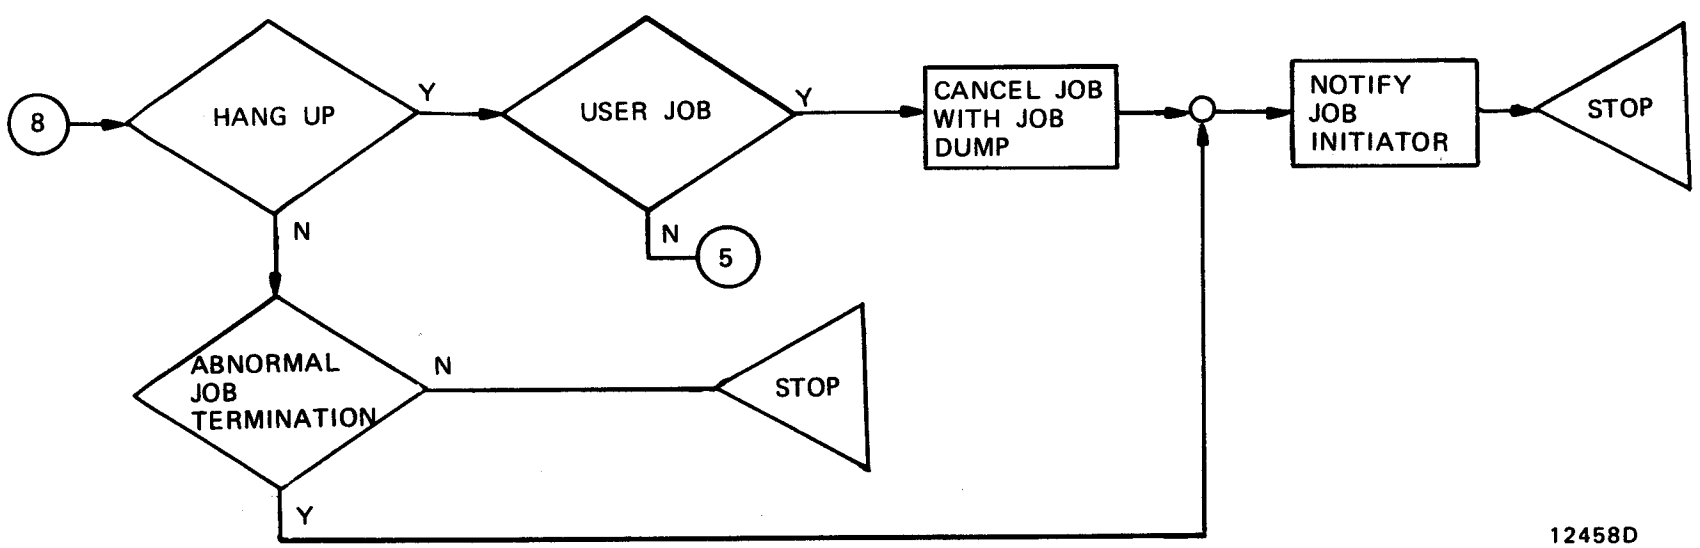 8
HANG UP
Y
USER JOB
Y
CANCEL JOB
WITH JOB
DUMP
NOTIFY
JOB
INITIATOR
STOP
N
N
5
ABNORMAL
JOB
TERMINATION
N
STOP
Y
12458D